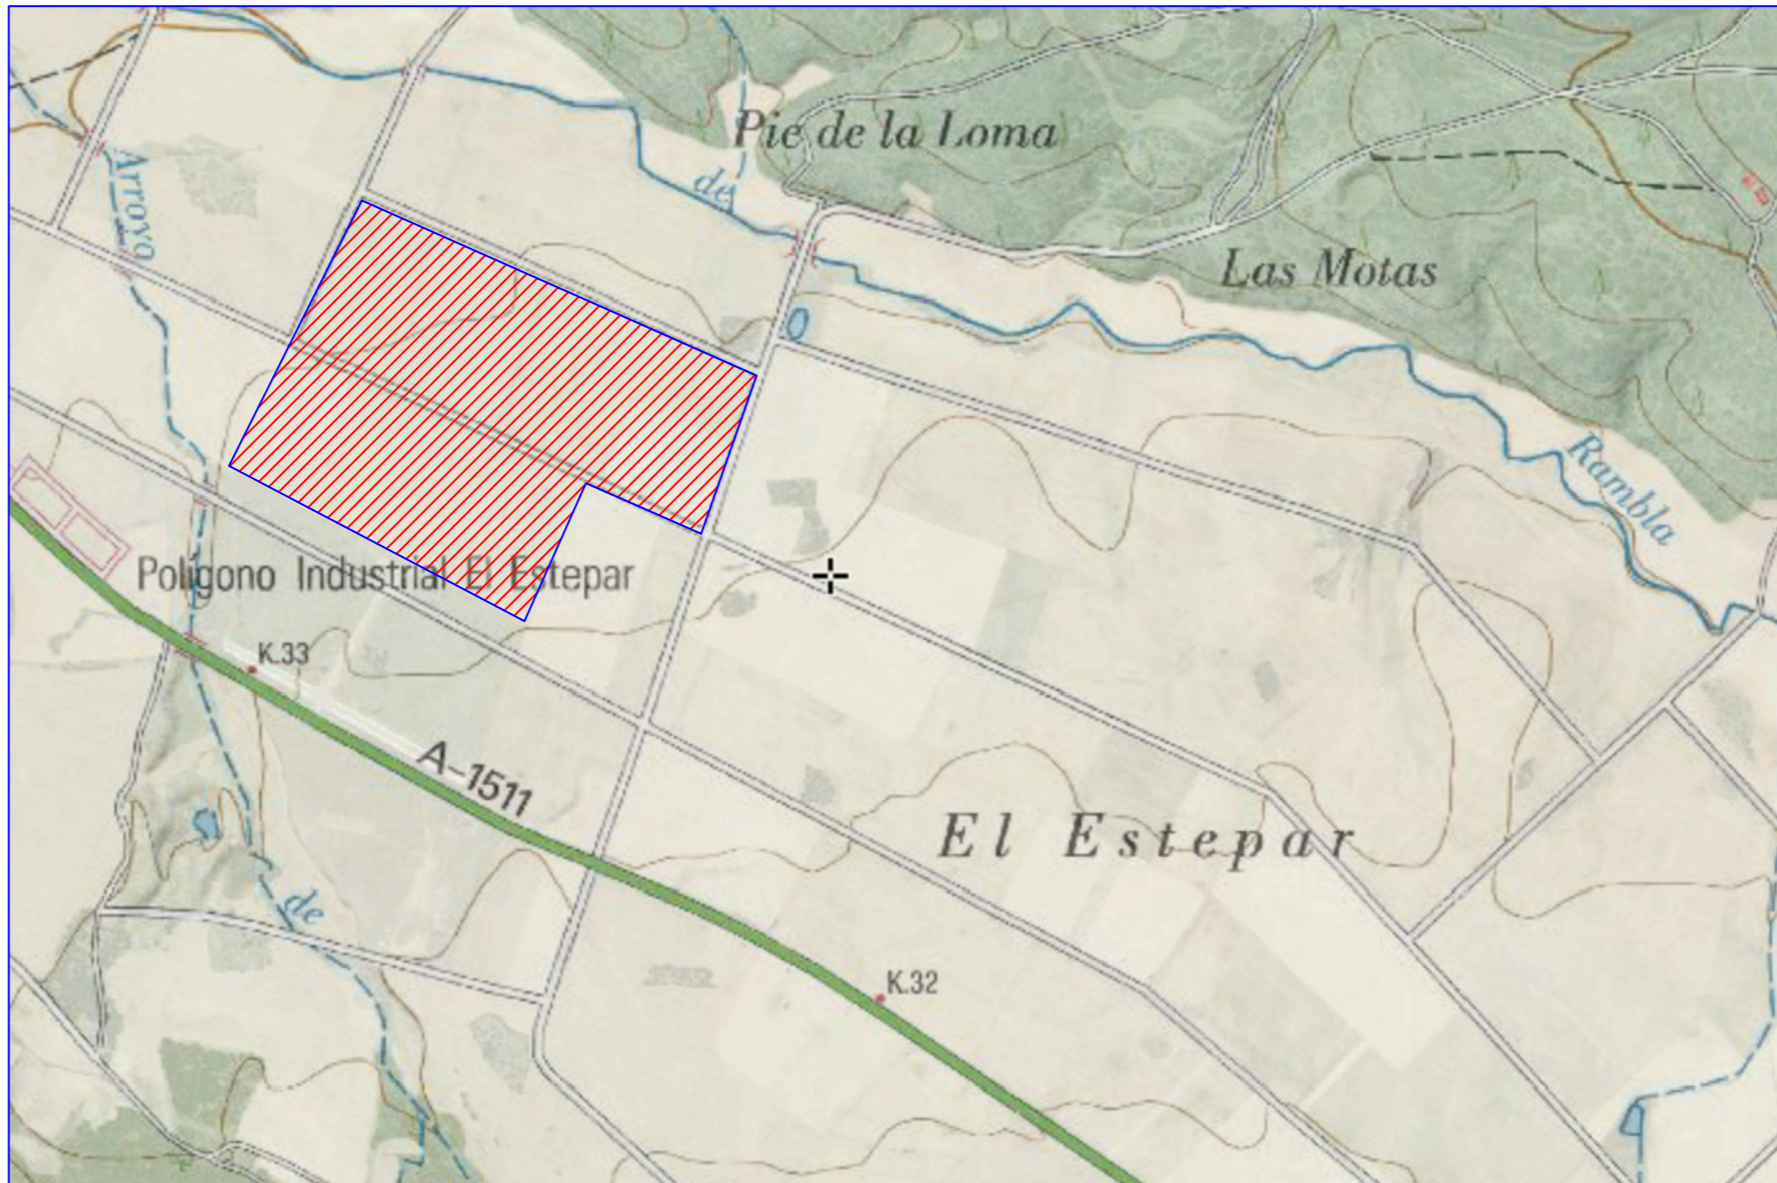 Pie de la Loma
Arroyo
de
Las Motas
Rambla
Polígono Industrial El Estepar
K.33
A-1511
El Estepar
de
K.32